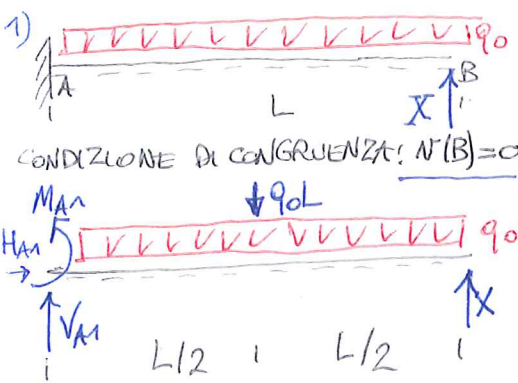 1)
q0
A
B
L
X
CONDIZIONE DI CONGRUENZA: N(B)=0
MA1
q0L
HA1
q0
VA1
X
L/2
L/2